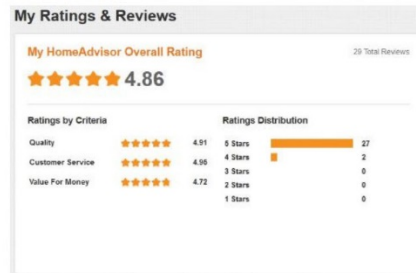 My Ratings & Reviews
My HomeAdvisor Overall Rating
29 Total Reviews
4.86
Ratings by Criteria
Quality 4.91
Customer Service 4.95
Value For Money 4.72
Ratings Distribution
5 Stars 27
4 Stars 2
3 Stars 0
2 Stars 0
1 Stars 0